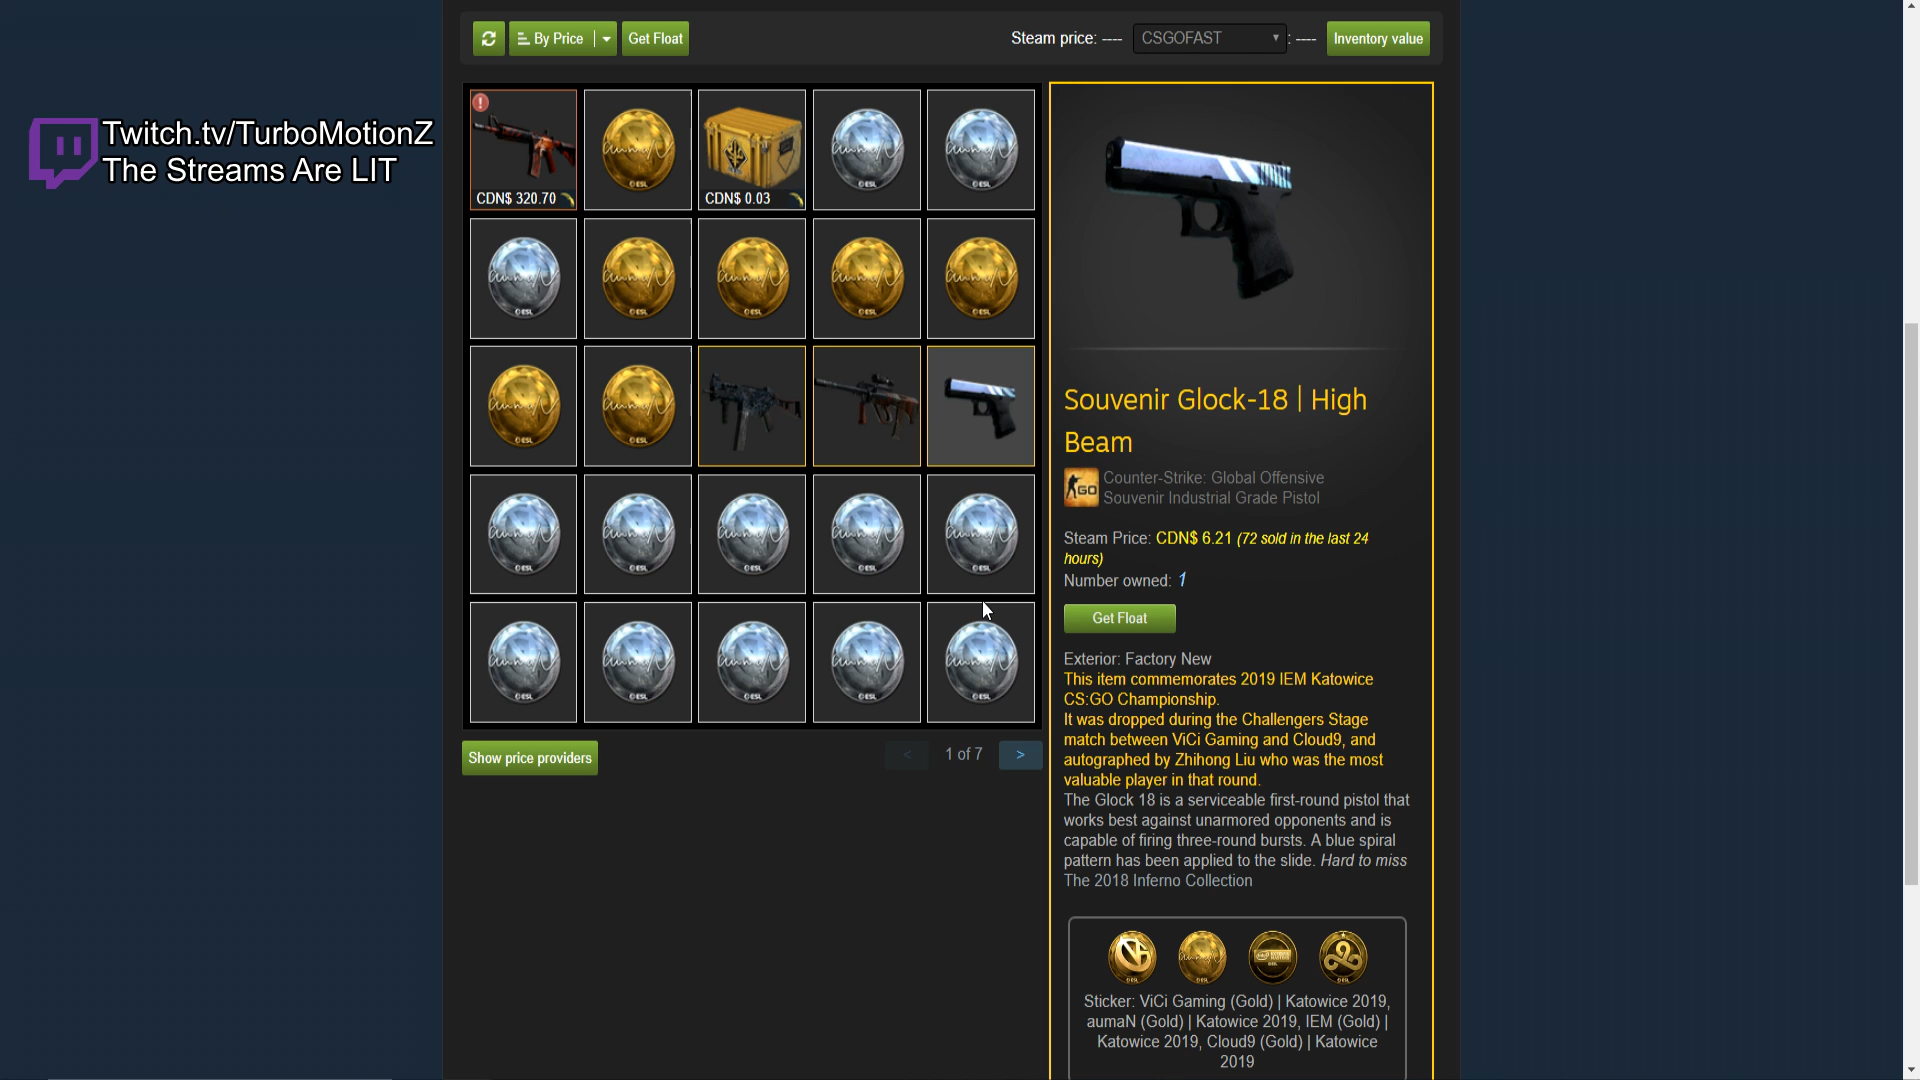 By Price
Get Float
Steam price: ----
CSGOFAST
: ----
Inventory value
Twitch.tv/TurboMotionZ
The Streams Are LIT
CDN$ 320.70
CDN$ 0.03
Souvenir Glock-18 | High
Beam
GO
Counter-Strike: Global Offensive
Souvenir Industrial Grade Pistol
Steam Price: CDN$ 6.21 (72 sold in the last 24
hours)
Number owned: 1
Get Float
Exterior: Factory New
This item commemorates 2019 IEM Katowice
CS:GO Championship.
It was dropped during the Challengers Stage
match between ViCi Gaming and Cloud9, and
autographed by Zhihong Liu who was the most
valuable player in that round.
The Glock 18 is a serviceable first-round pistol that
works best against unarmored opponents and is
capable of firing three-round bursts. A blue spiral
pattern has been applied to the slide. Hard to miss
The 2018 Inferno Collection
Show price providers
<
1 of 7
>
Sticker: ViCi Gaming (Gold) | Katowice 2019,
aumaN (Gold) | Katowice 2019, IEM (Gold) |
Katowice 2019, Cloud9 (Gold) | Katowice
2019